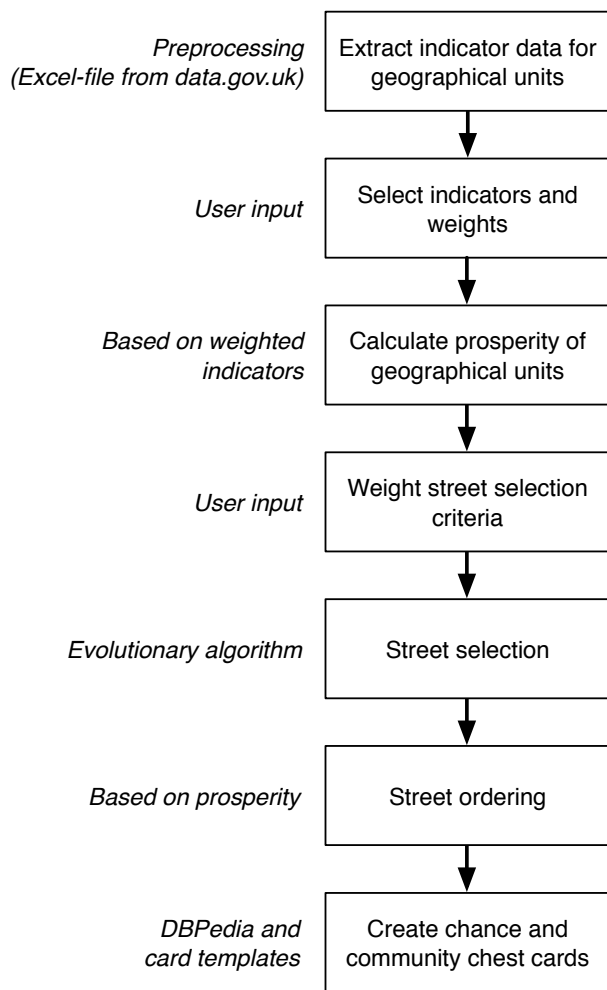 Preprocessing
(Excel-file from data.gov.uk)
Extract indicator data for
geographical units
User input
Select indicators and
weights
Based on weighted
indicators
Calculate prosperity of
geographical units
User input
Weight street selection
criteria
Evolutionary algorithm
Street selection
Based on prosperity
Street ordering
DBPedia and
card templates
Create chance and
community chest cards